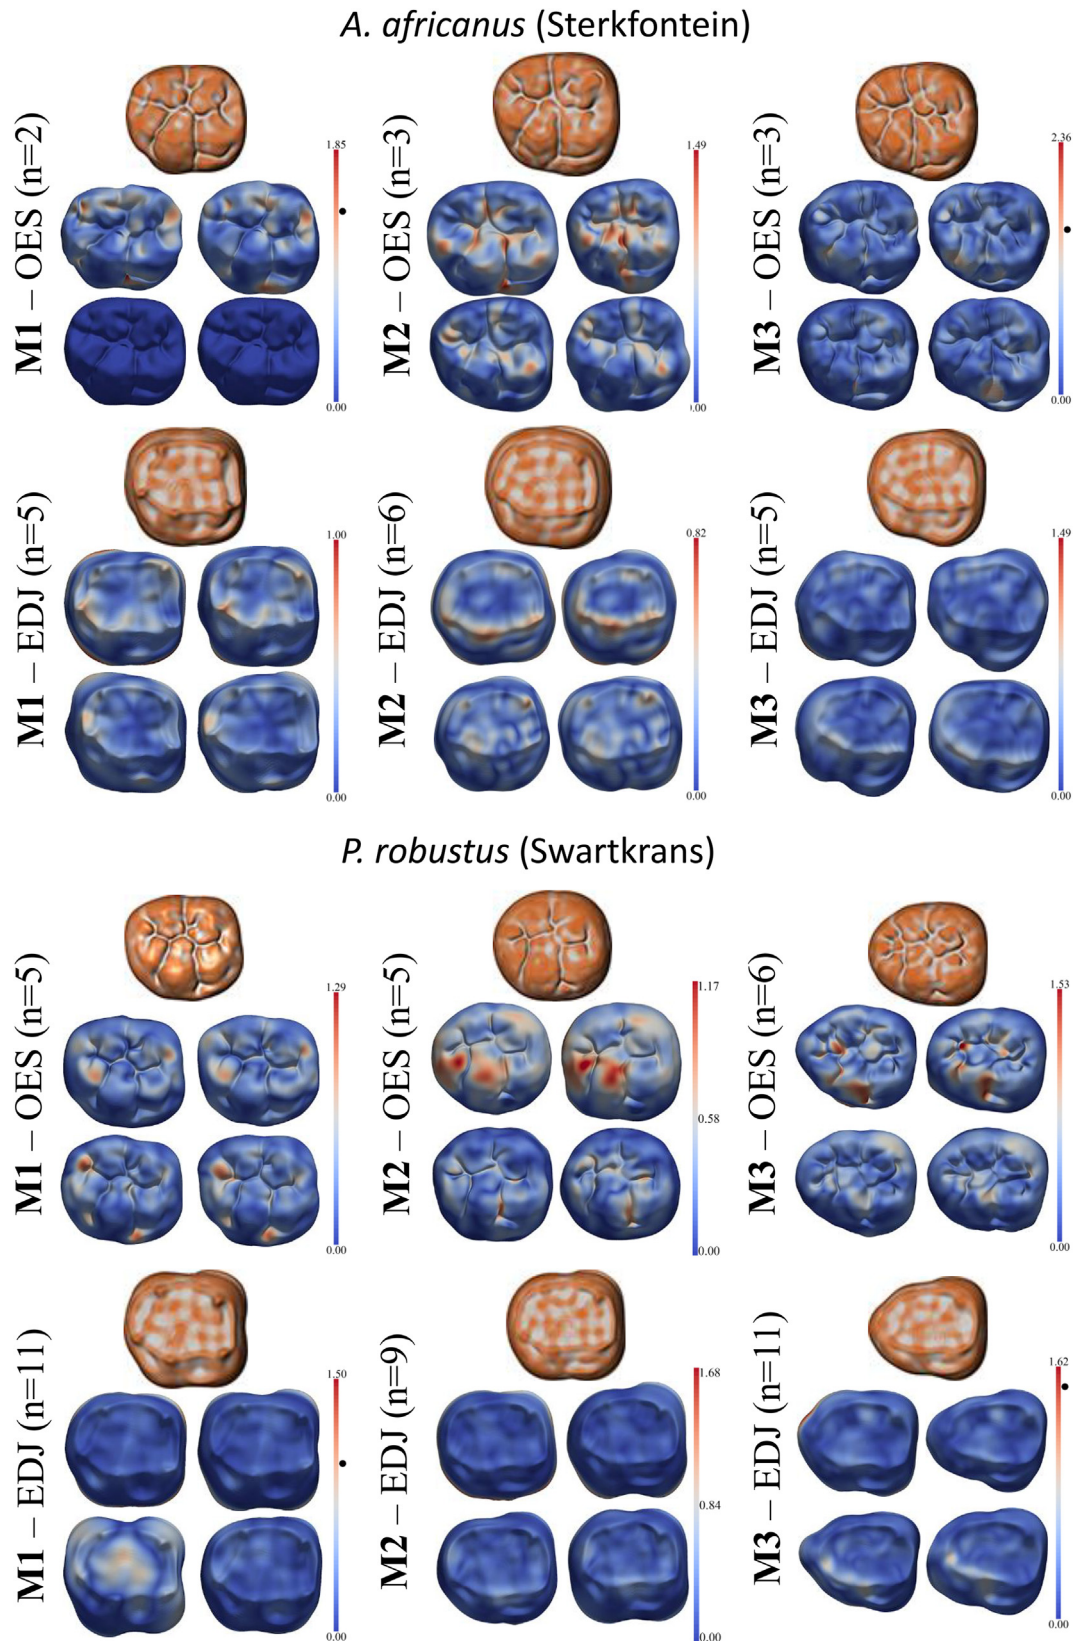 A. africanus (Sterkfontein)
M1 – OES (n=2)
1.85
0.00
M2 – OES (n=3)
1.49
.00
M3 – OES (n=3)
2.36
0.00
M1 – EDJ (n=5)
1.00
0.00
M2 – EDJ (n=6)
0.82
0.00
M3 – EDJ (n=5)
1.49
0.00
P. robustus (Swartkrans)
M1 – OES (n=5)
1.29
0.00
M2 – OES (n=5)
1.17
0.58
0.00
M3 – OES (n=6)
1.53
0.00
M1 – EDJ (n=11)
1.50
0.00
M2 – EDJ (n=9)
1.68
0.84
0.00
M3 – EDJ (n=11)
1.62
0.00